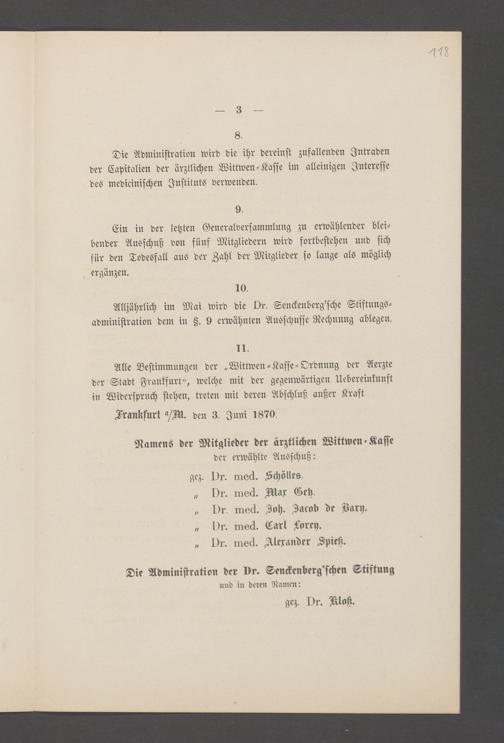 118
— 3 —
8.
Die Administration wird die ihr dereinst zufallenden Intraden
der Capitalien der ärztlichen Wittwen-Kasse im alleinigen Interesse
des medicinischen Instituts verwenden.
9.
Ein in der letzten Generalversammlung zu erwählender blei-
bender Ausschuß von fünf Mitgliedern wird fortbestehen und sich
für den Todesfall aus der Zahl der Mitglieder so lange als möglich
ergänzen.
10.
Alljährlich im Mai wird die Dr. Senckenberg'sche Stiftungs-
administration dem in §. 9 erwähnten Ausschusse Rechnung ablegen.
11.
Alle Bestimmungen der „Wittwen-Kasse-Ordnung der Aerzte
der Stadt Frankfurt“, welche mit der gegenwärtigen Uebereinkunft
in Widerspruch stehen, treten mit deren Abschluß außer Kraft
Frankfurt a/M. den 3. Juni 1870.
Namens der Mitglieder der ärztlichen Wittwen-Kasse
der erwählte Ausschuß:
gez. Dr. med. Schölles.
„ Dr. med. Max Getz.
„ Dr. med. Joh. Jacob de Bary.
„ Dr. med. Carl Lorey.
„ Dr. med. Alexander Spieß.
Die Administration der Dr. Senckenberg'schen Stiftung
und in deren Namen:
gez. Dr. Kloß.